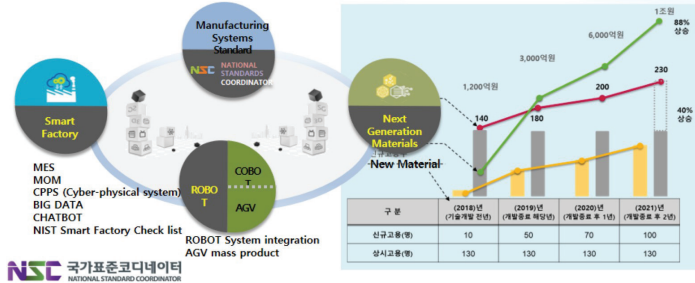 Manufacturing
Systems
Standard
NSC NATIONAL
STANDARDS
COORDINATOR
Smart
Factory
Next
Generation
Materials
New Material
ROBO
T
COBO
T
AGV
MES
MOM
CPPS (Cyber-physical system)
BIG DATA
CHATBOT
NIST Smart Factory Check list
ROBOT System integration
AGV mass product
NSC 국가표준코디네이터
NATIONAL STANDARD COORDINATOR
1조원
88%
상승
6,000억원
3,000억원
1,200억원
230
200
180
140
40%
상승
구 분 (2018)년 (2019)년 (2020)년 (2021)년
(기술개발 전년) (개발종료 해당년) (개발종료 후 1년) (개발종료 후 2년)
신규고용(명) 10 50 70 100
상시고용(명) 130 130 130 130